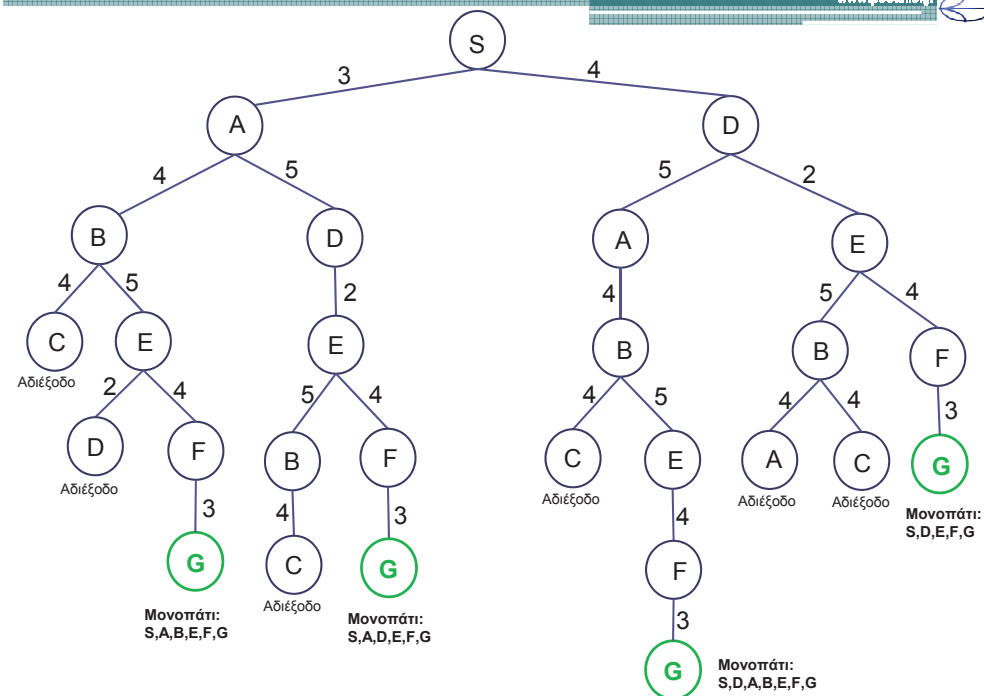 S
3
4
A
D
4
5
5
2
B
D
A
E
4
5
2
4
5
4
C
E
E
B
B
F
Αδιέξοδο
2
4
5
4
4
5
4
4
3
D
F
B
F
C
E
A
C
G
Αδιέξοδο
Αδιέξοδο
Αδιέξοδο
Αδιέξοδο
Μονοπάτι:
S,D,E,F,G
3
4
3
4
G
C
G
F
Αδιέξοδο
Μονοπάτι:
S,A,B,E,F,G
Μονοπάτι:
S,A,D,E,F,G
3
G
Μονοπάτι:
S,D,A,B,E,F,G